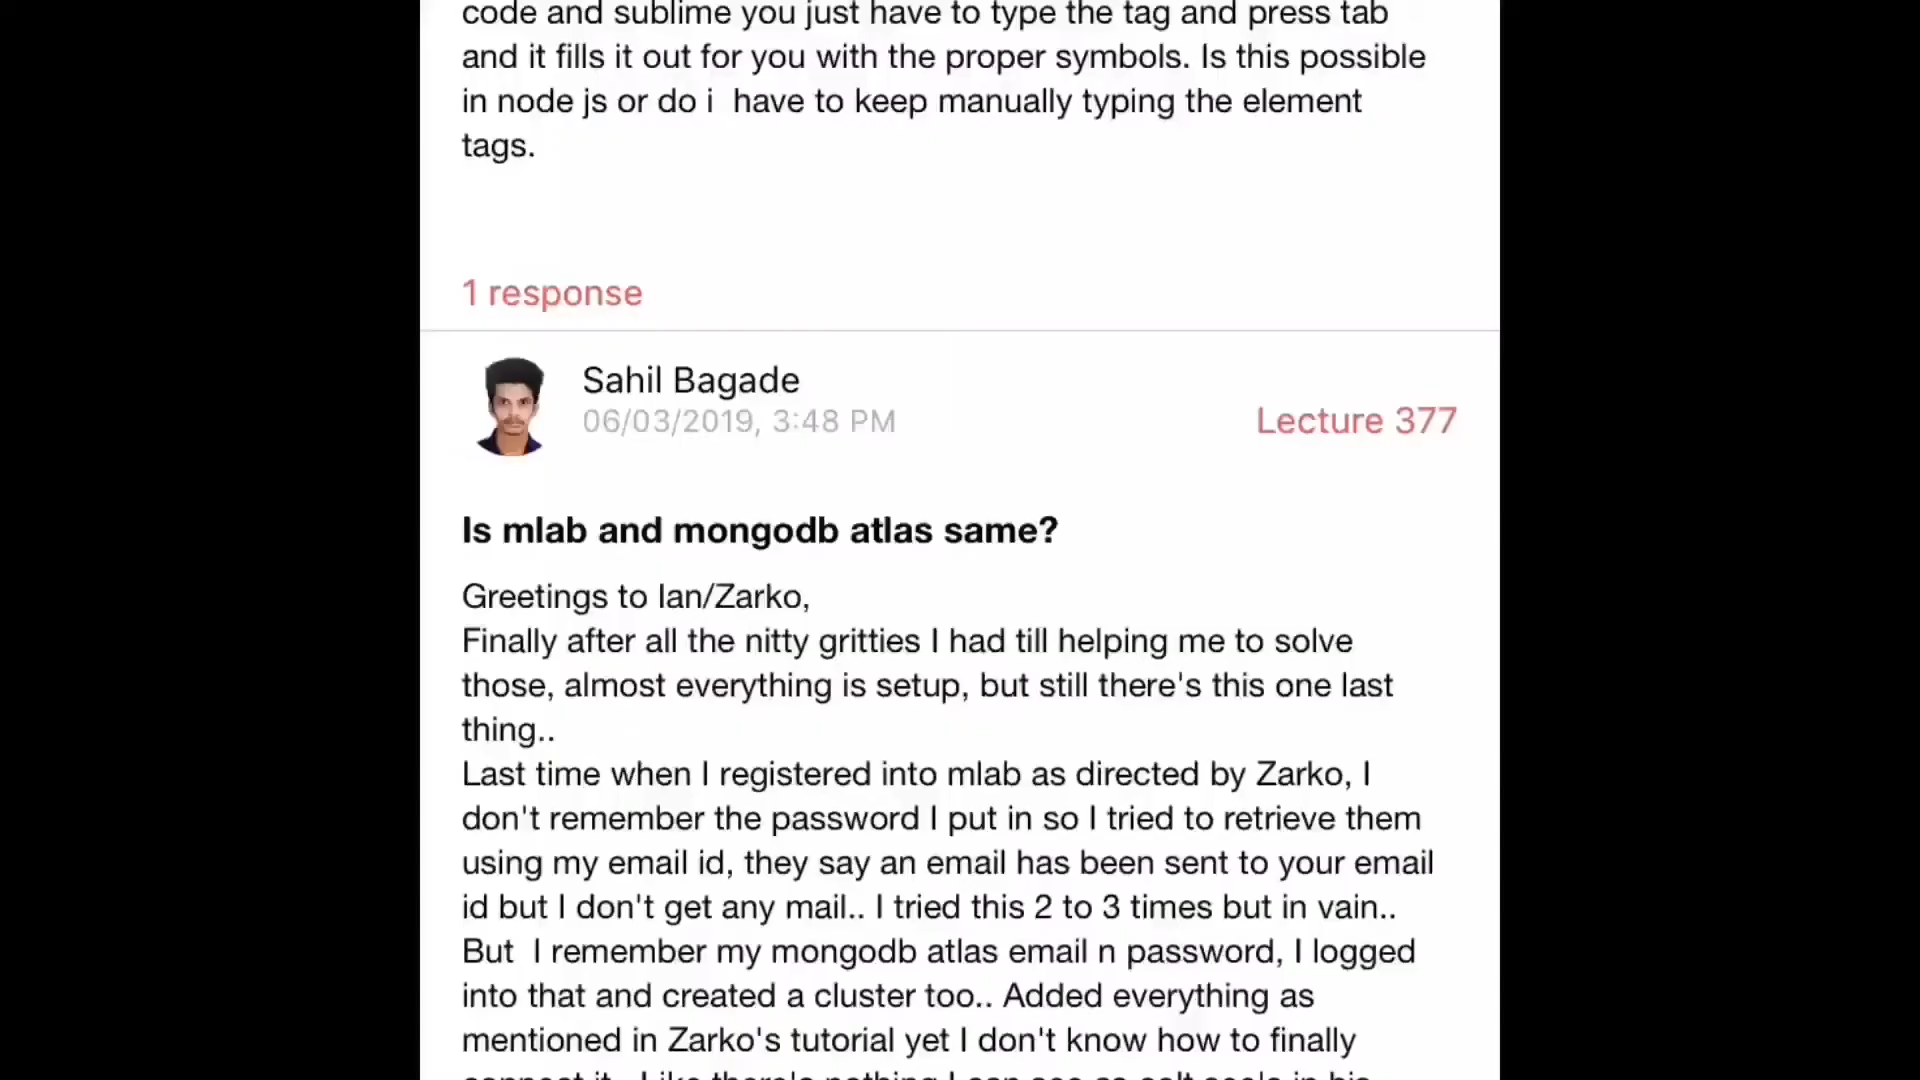 code and sublime you just have to type the tag and press tab
and it fills it out for you with the proper symbols. Is this possible
in node js or do i  have to keep manually typing the element
tags.
1 response
Sahil Bagade
06/03/2019, 3:48 PM
Lecture 377
Is mlab and mongodb atlas same?
Greetings to Ian/Zarko,
Finally after all the nitty gritties I had till helping me to solve
those, almost everything is setup, but still there's this one last
thing..
Last time when I registered into mlab as directed by Zarko, I
don't remember the password I put in so I tried to retrieve them
using my email id, they say an email has been sent to your email
id but I don't get any mail.. I tried this 2 to 3 times but in vain..
But  I remember my mongodb atlas email n password, I logged
into that and created a cluster too.. Added everything as
mentioned in Zarko's tutorial yet I don't know how to finally